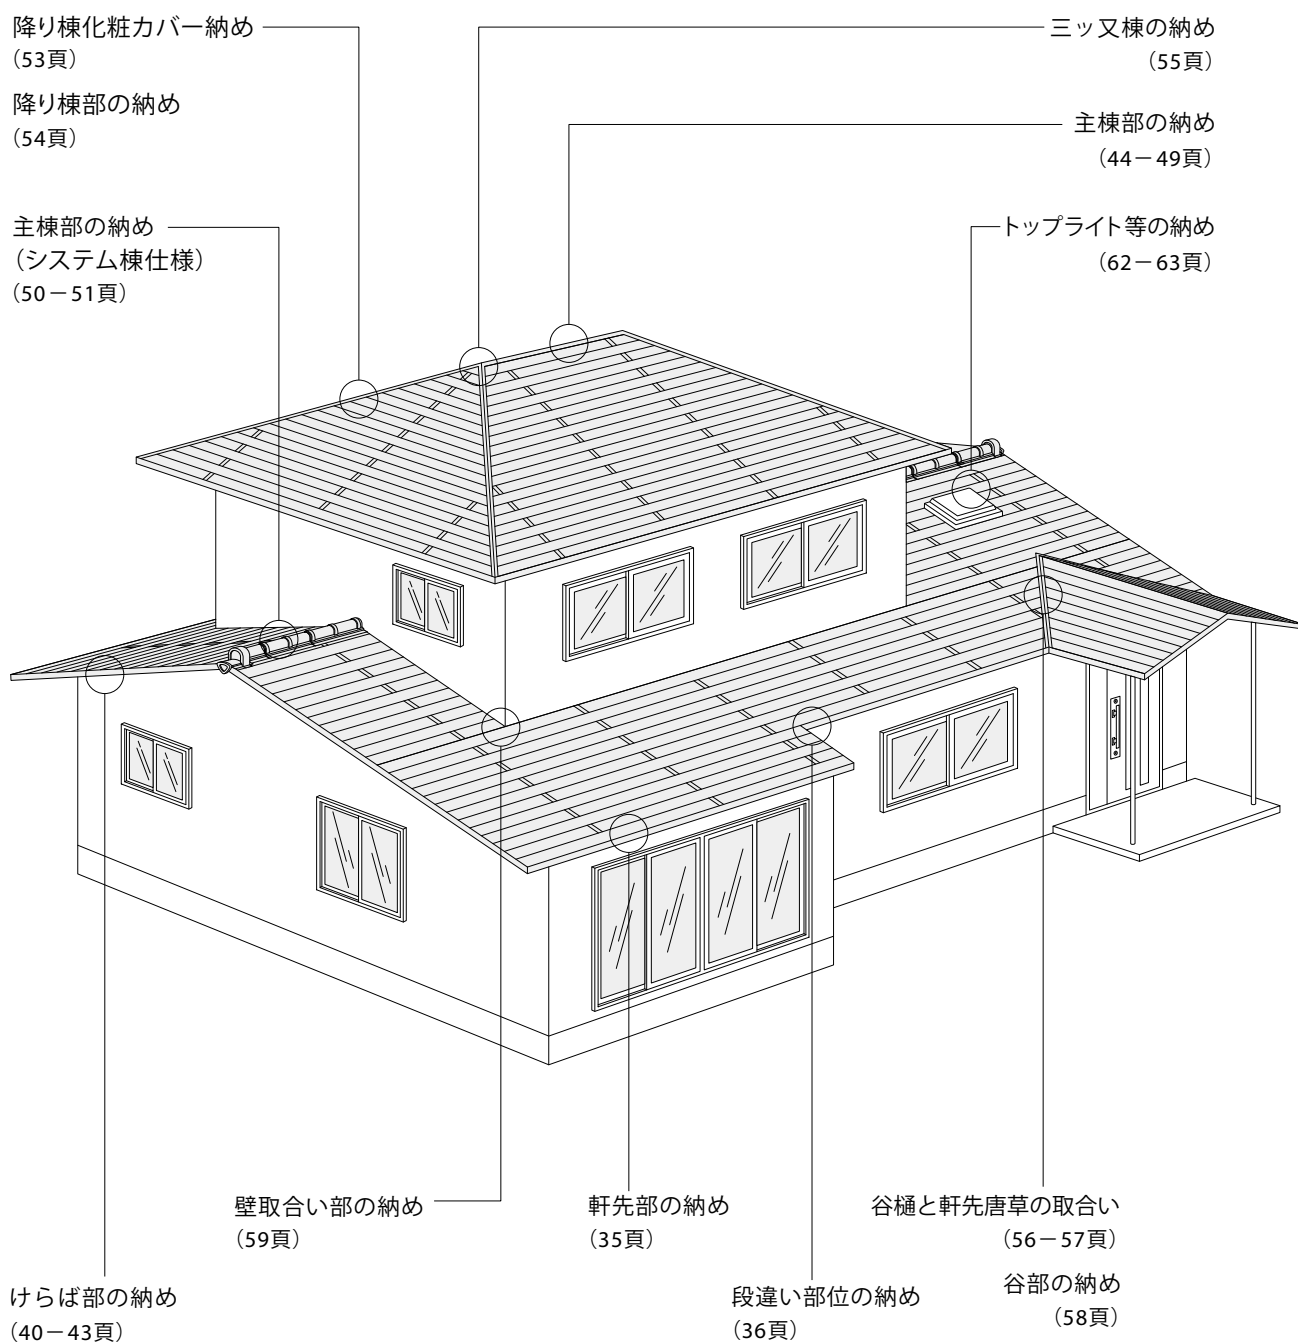 降り棟化粧カバー納め
（53頁）
降り棟部の納め
（54頁）
主棟部の納め
（システム棟仕様）
（50－51頁）
三ッ又棟の納め
（55頁）
主棟部の納め
（44－49頁）
トップライト等の納め
（62－63頁）
壁取合い部の納め
（59頁）
軒先部の納め
（35頁）
谷樋と軒先唐草の取合い
（56－57頁）
谷部の納め
（58頁）
けらば部の納め
（40－43頁）
段違い部位の納め
（36頁）